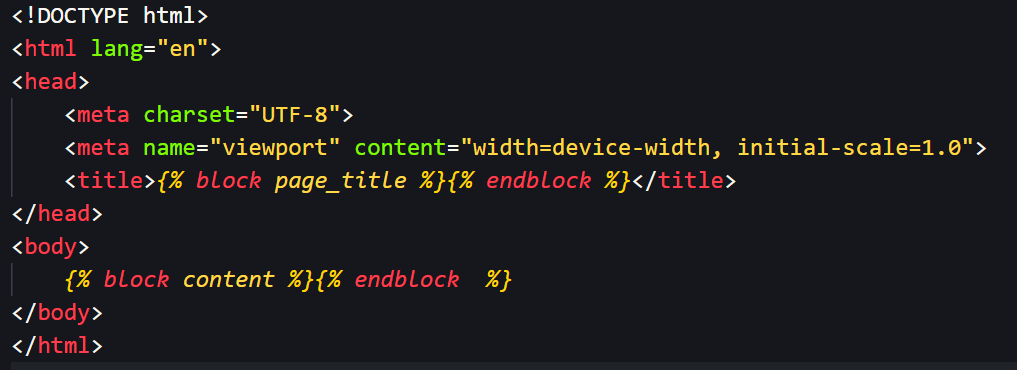 <!DOCTYPE html>
<html lang="en">
<head>
    <meta charset="UTF-8">
    <meta name="viewport" content="width=device-width, initial-scale=1.0">
    <title>{% block page_title %}{% endblock %}</title>
</head>
<body>
    {% block content %}{% endblock  %}
</body>
</html>